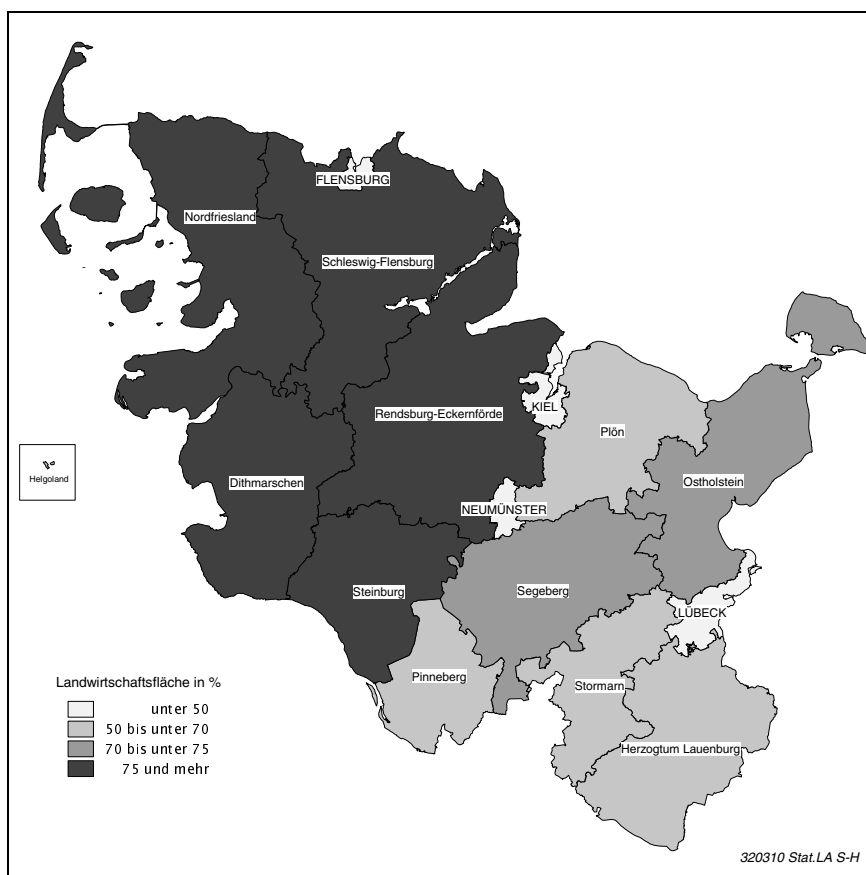 FLENSBURG
Nordfriesland
Schleswig-Flensburg
KIEL
Rendsburg-Eckernförde
Plön
Helgoland
Dithmarschen
Ostholstein
NEUMÜNSTER
Steinburg
Segeberg
LÜBECK
Pinneberg
Stormarn
Herzogtum Lauenburg
Landwirtschaftsfläche in %
unter 50
50 bis unter 70
70 bis unter 75
75 und mehr
320310 Stat.LA S-H